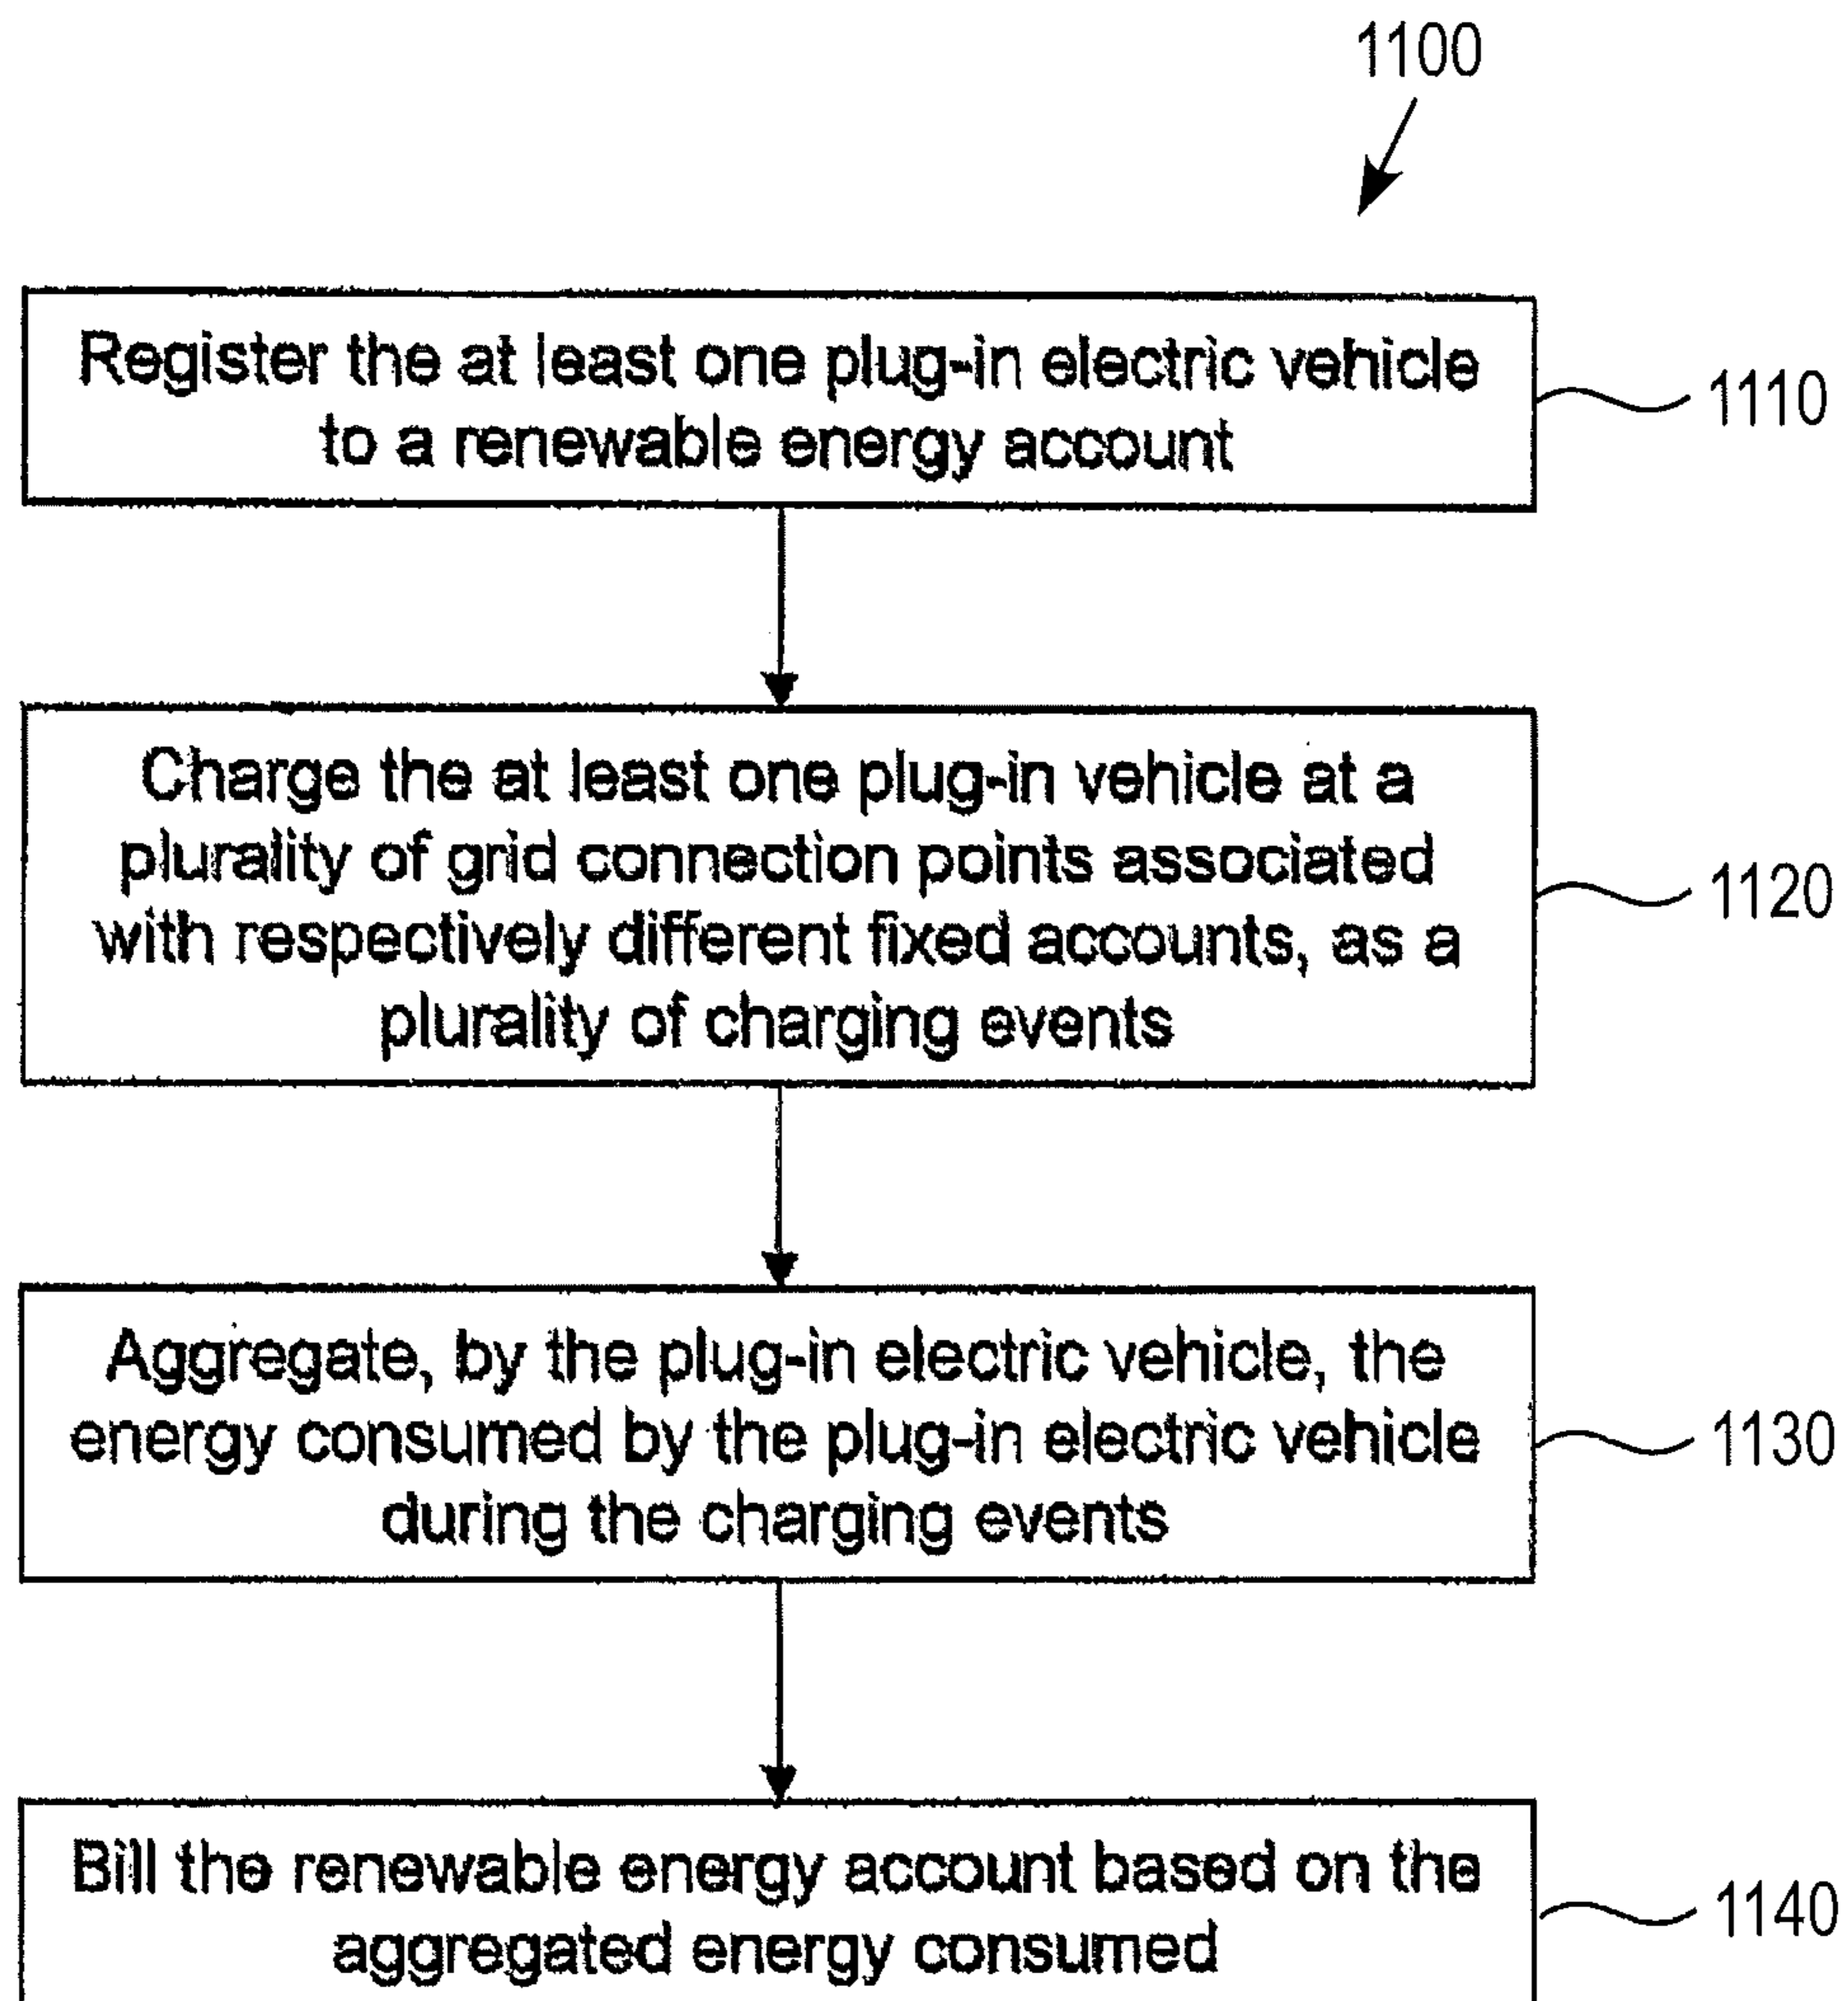 1100
Register the at least one plug-in electric vehicle
to a renewable energy account
1110
Charge the at least one plug-in vehicle at a
plurality of grid connection points associated
with respectively different fixed accounts, as a
plurality of charging events
1120
Aggregate, by the plug-in electric vehicle, the
energy consumed by the plug-in electric vehicle
during the charging events
1130
Bill the renewable energy account based on the
aggregated energy consumed
1140